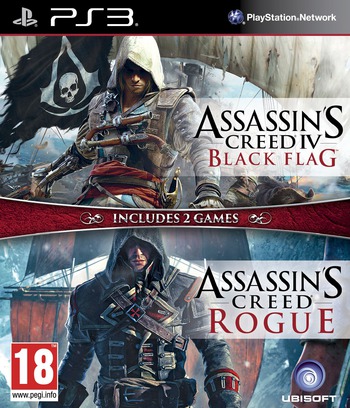 PS3
PlayStation®Network
ASSASSIN'S
CREED IV
BLACK FLAG
INCLUDES 2 GAMES
ASSASSIN'S
CREED
ROGUE
18
www.pegi.info
UBISOFT